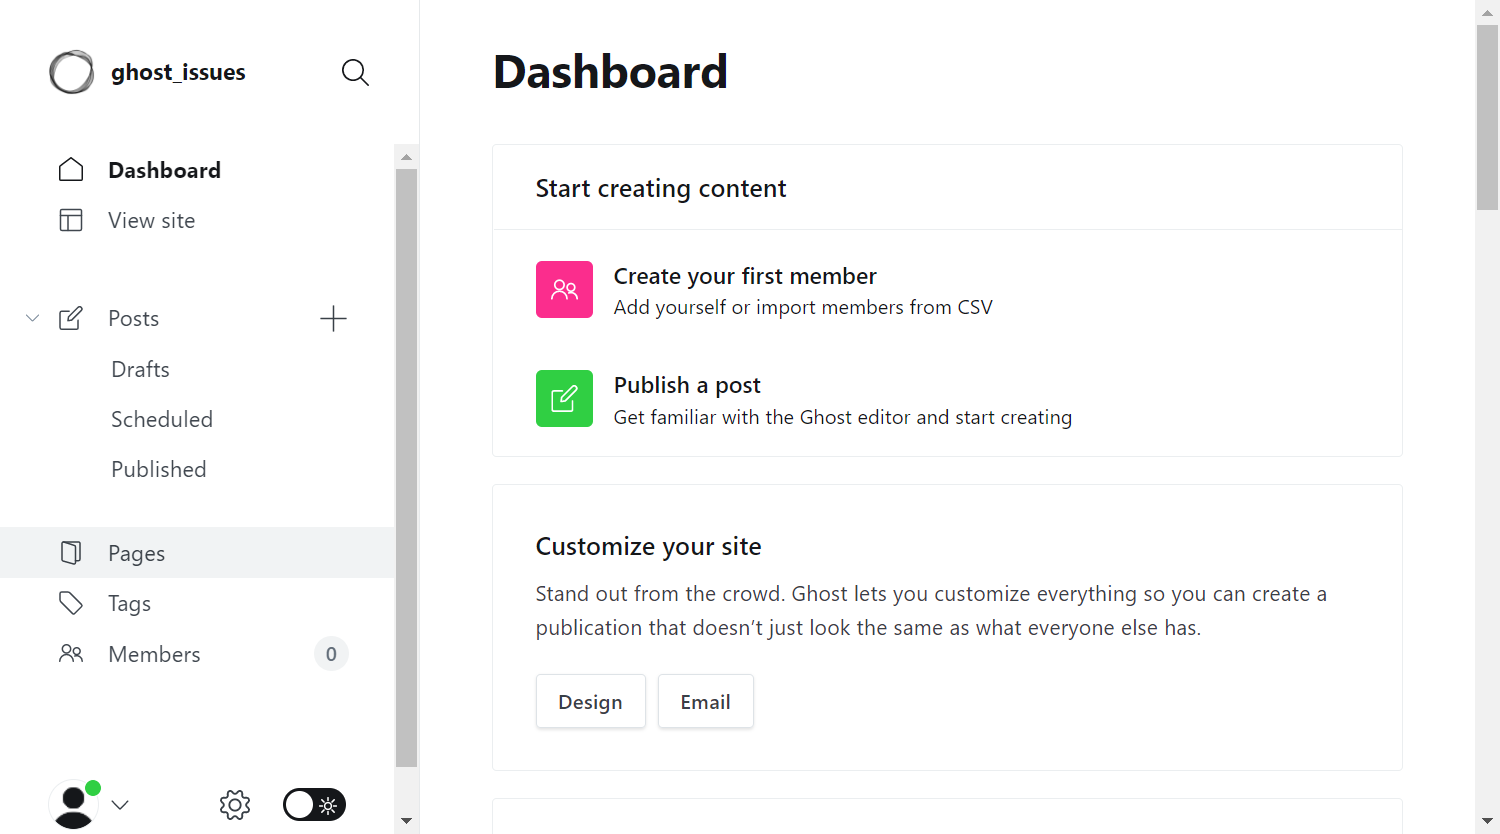 ghost_issues
Dashboard
View site
Posts
Drafts
Scheduled
Published
Pages
Tags
Members 0
Dashboard
Start creating content
Create your first member
Add yourself or import members from CSV
Publish a post
Get familiar with the Ghost editor and start creating
Customize your site
Stand out from the crowd. Ghost lets you customize everything so you can create a
publication that doesn’t just look the same as what everyone else has.
Design Email